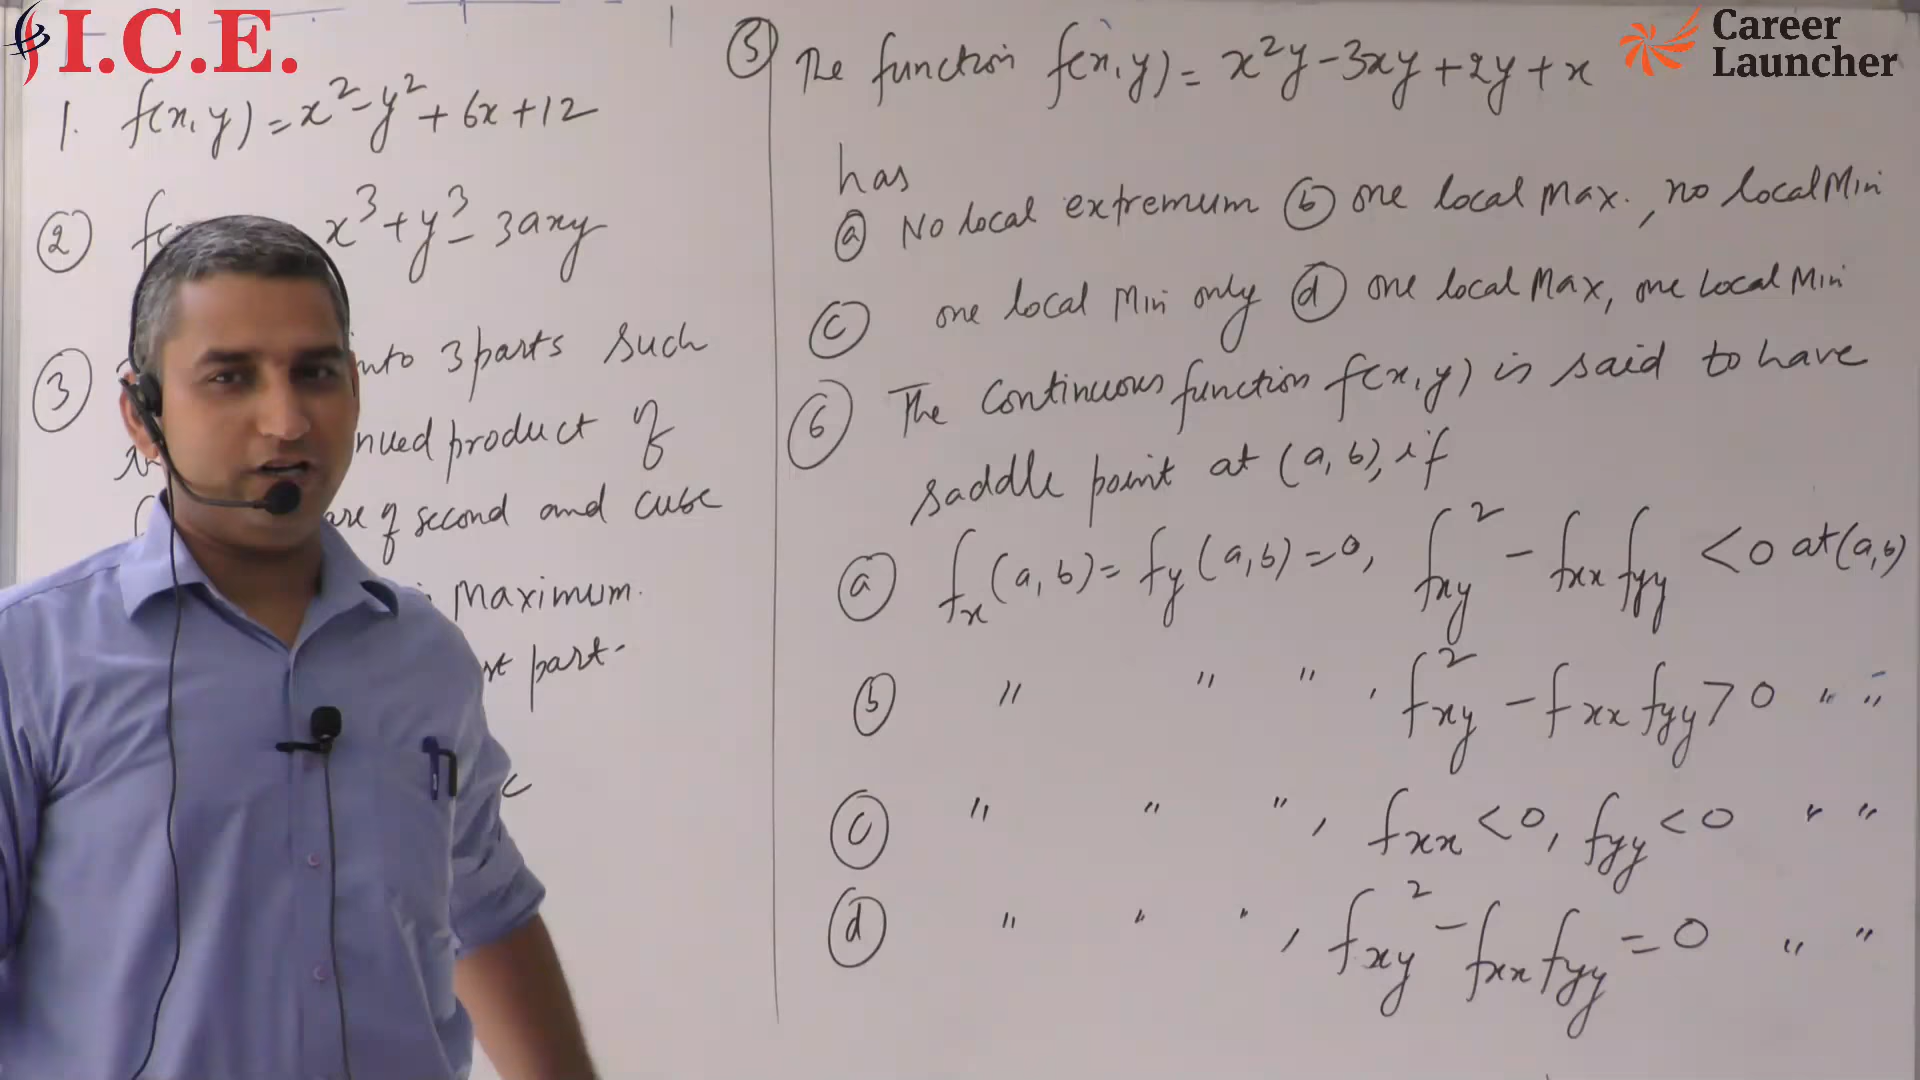 I.C.E.
Career
Launcher
1. f(x,y) = x²-y²+6x+12
② x³+y³-3axy
③ into 3 parts such
nued product of
are of second and cube
Maximum.
part.
⑤ The function f(x,y) = x²y-3xy+2y+x
has
ⓐ No local extremum ⓑ one local Max., no local Min
ⓒ one local Min only ⓓ one local Max, one local Min
⑥ The Continuous function f(x,y) is said to have
saddle point at (a,b), if
ⓐ fx(a,b) = fy(a,b) = 0, fxy² - fxx fyy < 0 at (a,b)
ⓑ " " " , fxy² - fxx fyy > 0 " "
ⓒ " " " , fxx < 0, fyy < 0 " "
ⓓ " " " , fxy² - fxx fyy = 0 " "